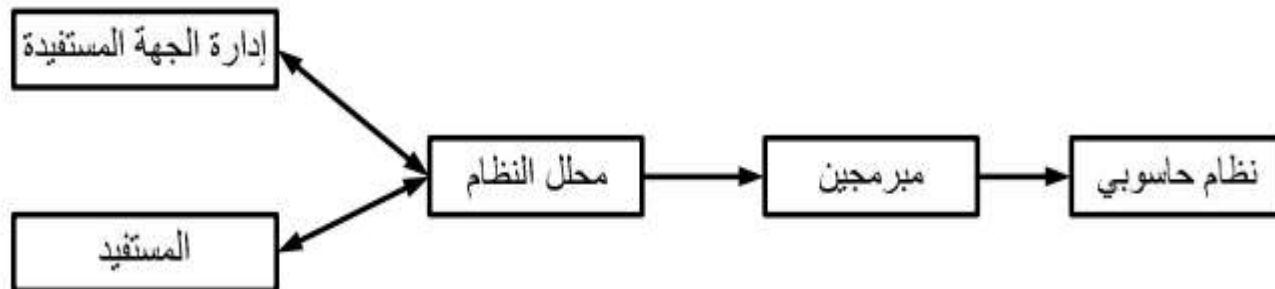 إدارة الجهة المستفيدة
المستفيد
محلل النظام
مبرمجين
نظام حاسوبي